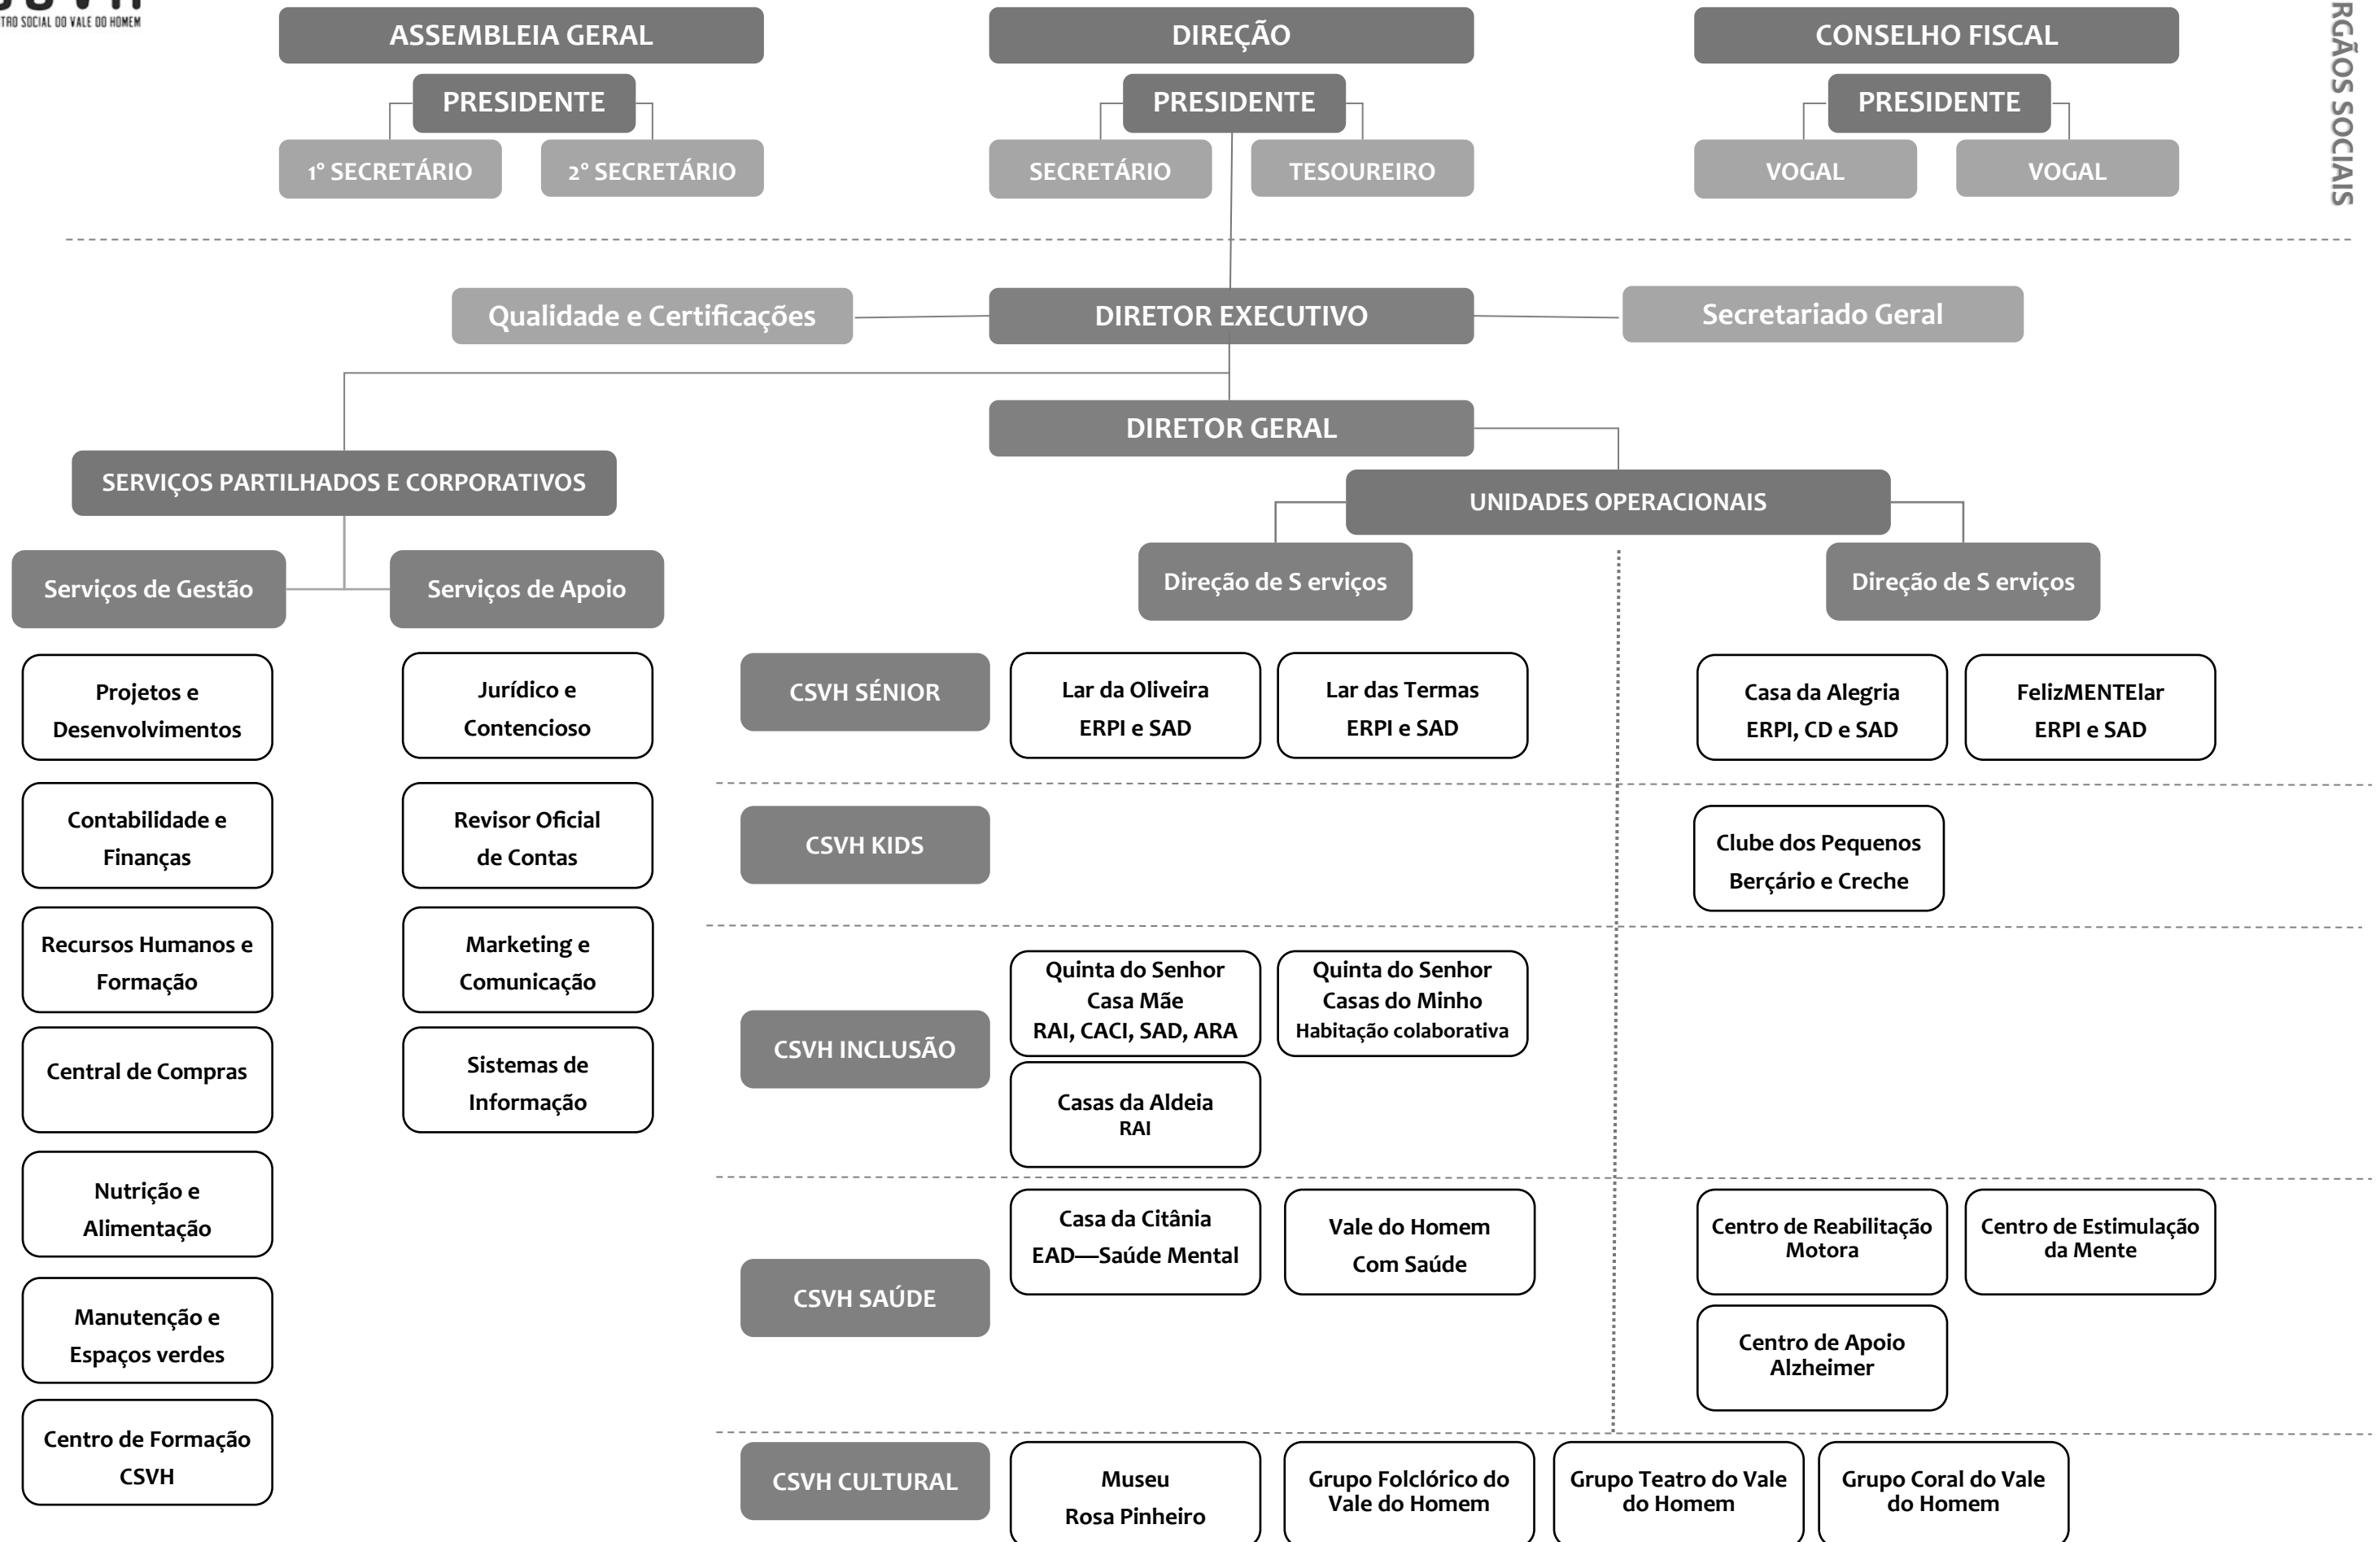 TRO SOCIAL DO VALE DO HOMEM
RGÃOS SOCIAIS
ASSEMBLEIA GERAL
PRESIDENTE
1º SECRETÁRIO
2º SECRETÁRIO
DIREÇÃO
PRESIDENTE
SECRETÁRIO
TESOUREIRO
CONSELHO FISCAL
PRESIDENTE
VOGAL
VOGAL
Qualidade e Certificações
DIRETOR EXECUTIVO
Secretariado Geral
DIRETOR GERAL
SERVIÇOS PARTILHADOS E CORPORATIVOS
UNIDADES OPERACIONAIS
Serviços de Gestão
Serviços de Apoio
Direção de S erviços
Direção de S erviços
Projetos e
Desenvolvimentos
Contabilidade e
Finanças
Recursos Humanos e
Formação
Central de Compras
Nutrição e
Alimentação
Manutenção e
Espaços verdes
Centro de Formação
CSVH
Jurídico e
Contencioso
Revisor Oficial
de Contas
Marketing e
Comunicação
Sistemas de
Informação
CSVH SÉNIOR
Lar da Oliveira
ERPI e SAD
Lar das Termas
ERPI e SAD
Casa da Alegria
ERPI, CD e SAD
FelizMENTElar
ERPI e SAD
CSVH KIDS
Clube dos Pequenos
Berçário e Creche
CSVH INCLUSÃO
Quinta do Senhor
Casa Mãe
RAI, CACI, SAD, ARA
Quinta do Senhor
Casas do Minho
Habitação colaborativa
Casas da Aldeia
RAI
CSVH SAÚDE
Casa da Citânia
EAD—Saúde Mental
Vale do Homem
Com Saúde
Centro de Reabilitação
Motora
Centro de Estimulação
da Mente
Centro de Apoio
Alzheimer
CSVH CULTURAL
Museu
Rosa Pinheiro
Grupo Folclórico do
Vale do Homem
Grupo Teatro do Vale
do Homem
Grupo Coral do Vale
do Homem